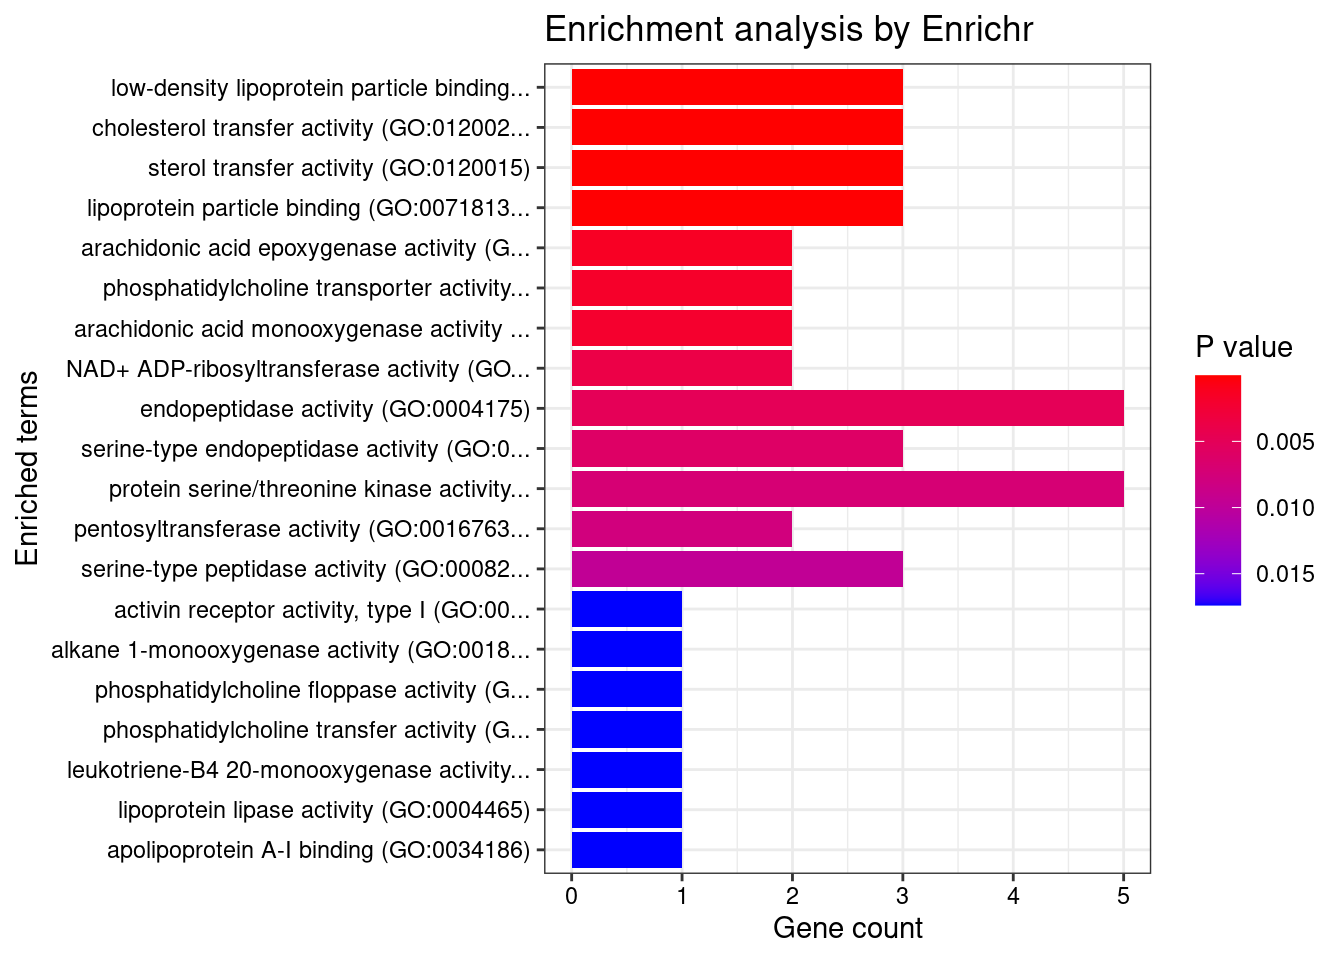 Enrichment analysis by Enrichr
low-density lipoprotein particle binding...
cholesterol transfer activity (GO:012002...
sterol transfer activity (GO:0120015)
lipoprotein particle binding (GO:0071813...
arachidonic acid epoxygenase activity (G...
phosphatidylcholine transporter activity...
arachidonic acid monooxygenase activity ...
NAD+ ADP-ribosyltransferase activity (GO...
endopeptidase activity (GO:0004175)
serine-type endopeptidase activity (GO:0...
protein serine/threonine kinase activity...
pentosyltransferase activity (GO:0016763...
serine-type peptidase activity (GO:00082...
activin receptor activity, type I (GO:00...
alkane 1-monooxygenase activity (GO:0018...
phosphatidylcholine floppase activity (G...
phosphatidylcholine transfer activity (G...
leukotriene-B4 20-monooxygenase activity...
lipoprotein lipase activity (GO:0004465)
apolipoprotein A-I binding (GO:0034186)
Enriched terms
0 1 2 3 4 5
Gene count
P value
0.005
0.010
0.015